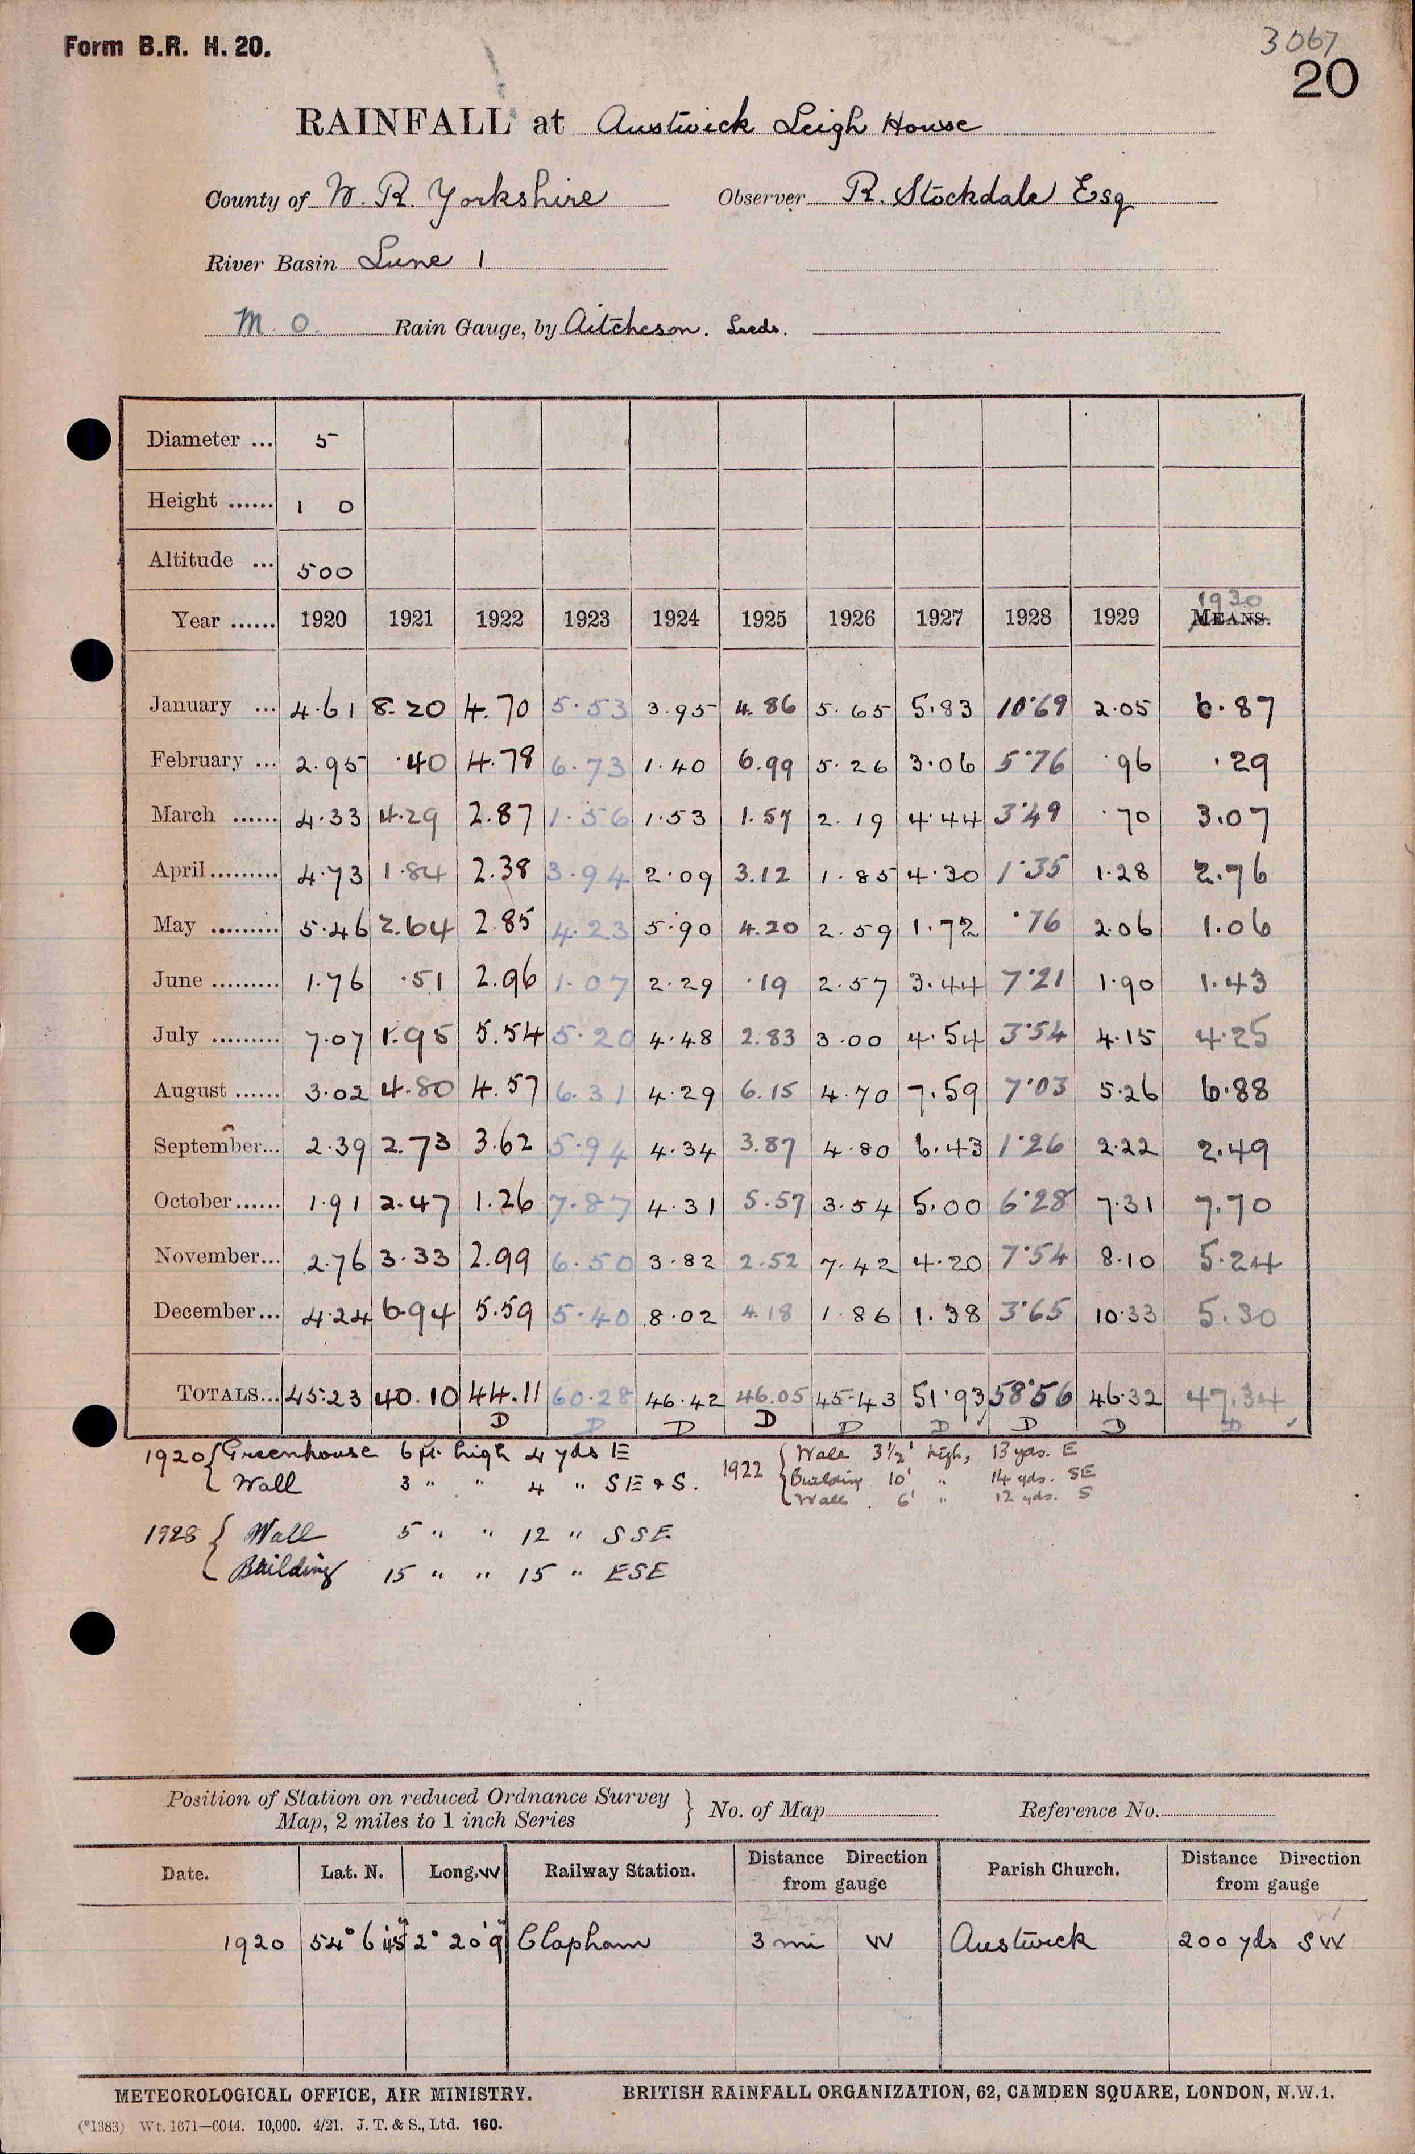 Form B.R. H. 20.
3067
20
RAINFALL at Austwick Leigh House
County of W. R. Yorkshire Observer R. Stockdale Esq
River Basin Lune 1
M. O. Rain Gauge, by Aitcheson. Leeds.
Diameter ... 5
Height ...... 1 0
Altitude ... 500
Year ...... 1920 1921 1922 1923 1924 1925 1926 1927 1928 1929 1930 MEANS.
January ... 4.61 8.20 4.70 5.53 3.95 4.86 5.65 5.83 10.69 2.05 6.87
February ... 2.95 .40 4.78 6.73 1.40 6.99 5.26 3.06 5.76 .96 .29
March ...... 4.33 4.29 2.87 1.56 1.53 1.57 2.19 4.44 3.49 .70 3.07
April ......... 4.73 1.84 2.38 3.94 2.09 3.12 1.85 4.30 1.35 1.28 2.76
May ......... 5.46 2.64 2.85 4.23 5.90 4.20 2.59 1.72 .76 2.06 1.06
June ......... 1.76 .51 2.96 1.07 2.29 .19 2.57 3.44 7.21 1.90 1.43
July ......... 7.07 1.95 5.54 5.20 4.48 2.83 3.00 4.54 3.54 4.15 4.25
August ...... 3.02 4.80 4.57 6.31 4.29 6.15 4.70 7.59 7.03 5.26 6.88
September... 2.39 2.73 3.62 5.94 4.34 3.87 4.80 6.43 1.26 2.22 2.49
October...... 1.91 2.47 1.26 7.87 4.31 5.57 3.54 5.00 6.28 7.31 7.70
November... 2.76 3.33 2.99 6.50 3.82 2.52 7.42 4.20 7.54 8.10 5.24
December... 4.24 6.94 5.59 5.40 8.02 4.18 1.86 1.38 3.65 10.33 5.30
TOTALS... 45.23 40.10 44.11 60.28 46.42 46.05 45.43 51.93 58.56 46.32 47.34
D D D D D D D D D
1920 { Greenhouse 6 ft. high 4 yds E
Wall 3 " " 4 " SE & S.
1922 { Wall 3½' high, 13 yds. E
Building 10' " 14 yds. SE
Wall 6' " 12 yds. S
1928 { Wall 5 " " 12 " SSE
Building 15 " " 15 " ESE
Position of Station on reduced Ordnance Survey Map, 2 miles to 1 inch Series } No. of Map Reference No.
Date. Lat. N. Long. W Railway Station. Distance Direction from gauge Parish Church. Distance Direction from gauge
1920 54° 6' 45" 2° 20' 9" Clapham 3 mi W Austwick 200 yds SW
METEOROLOGICAL OFFICE, AIR MINISTRY. BRITISH RAINFALL ORGANIZATION, 62, CAMDEN SQUARE, LONDON, N.W.1.
(*1383) Wt. 1671—6044. 10,000. 4/21. J. T. & S., Ltd. 160.